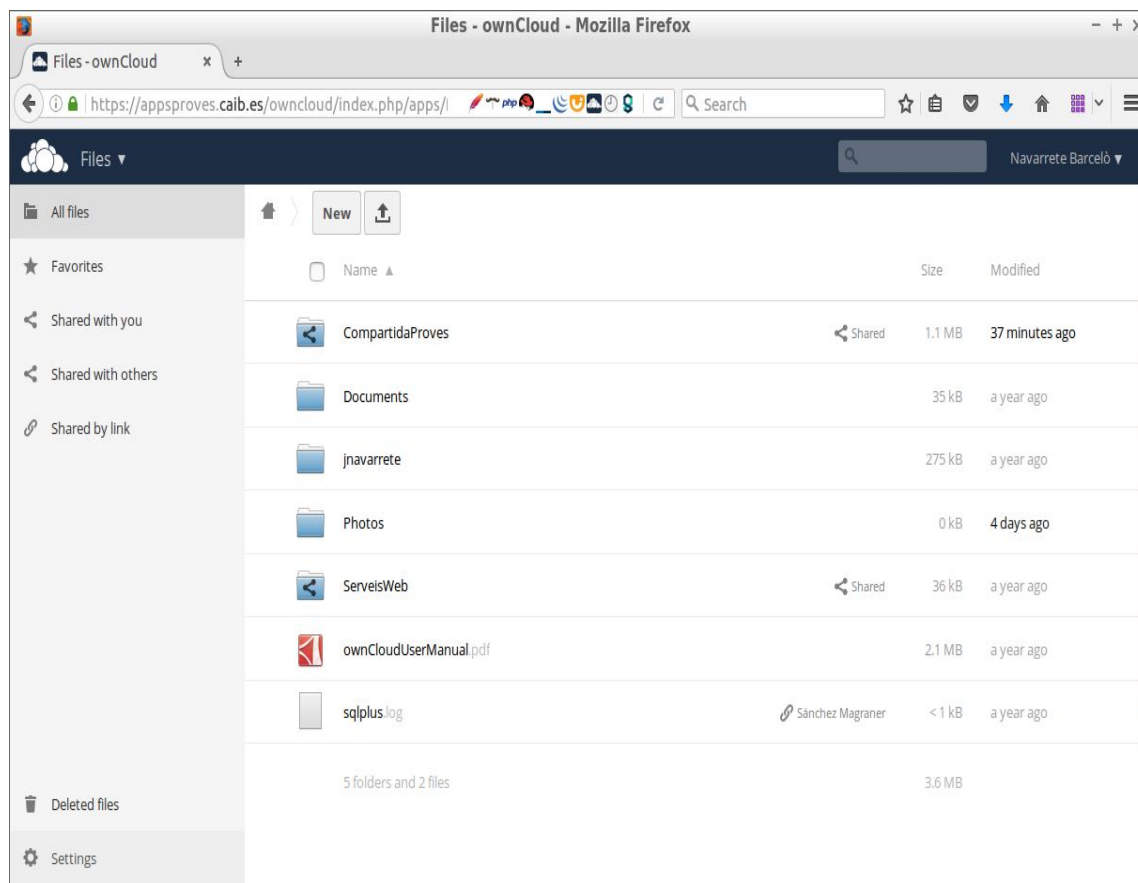 Files - ownCloud - Mozilla Firefox
Files - ownCloud
https://appsproves.caib.es/owncloud/index.php/apps/
php
Search
Files ▾
Navarrete Barcelò ▾
All files
New
Favorites
Name ▲ Size Modified
Shared with you
CompartidaProves Shared 1.1 MB 37 minutes ago
Shared with others
Documents 35 kB a year ago
Shared by link
jnavarrete 275 kB a year ago
Photos 0 kB 4 days ago
ServeisWeb Shared 36 kB a year ago
ownCloudUserManual.pdf 2.1 MB a year ago
sqlplus.log Sánchez Magraner < 1 kB a year ago
5 folders and 2 files 3.6 MB
Deleted files
Settings